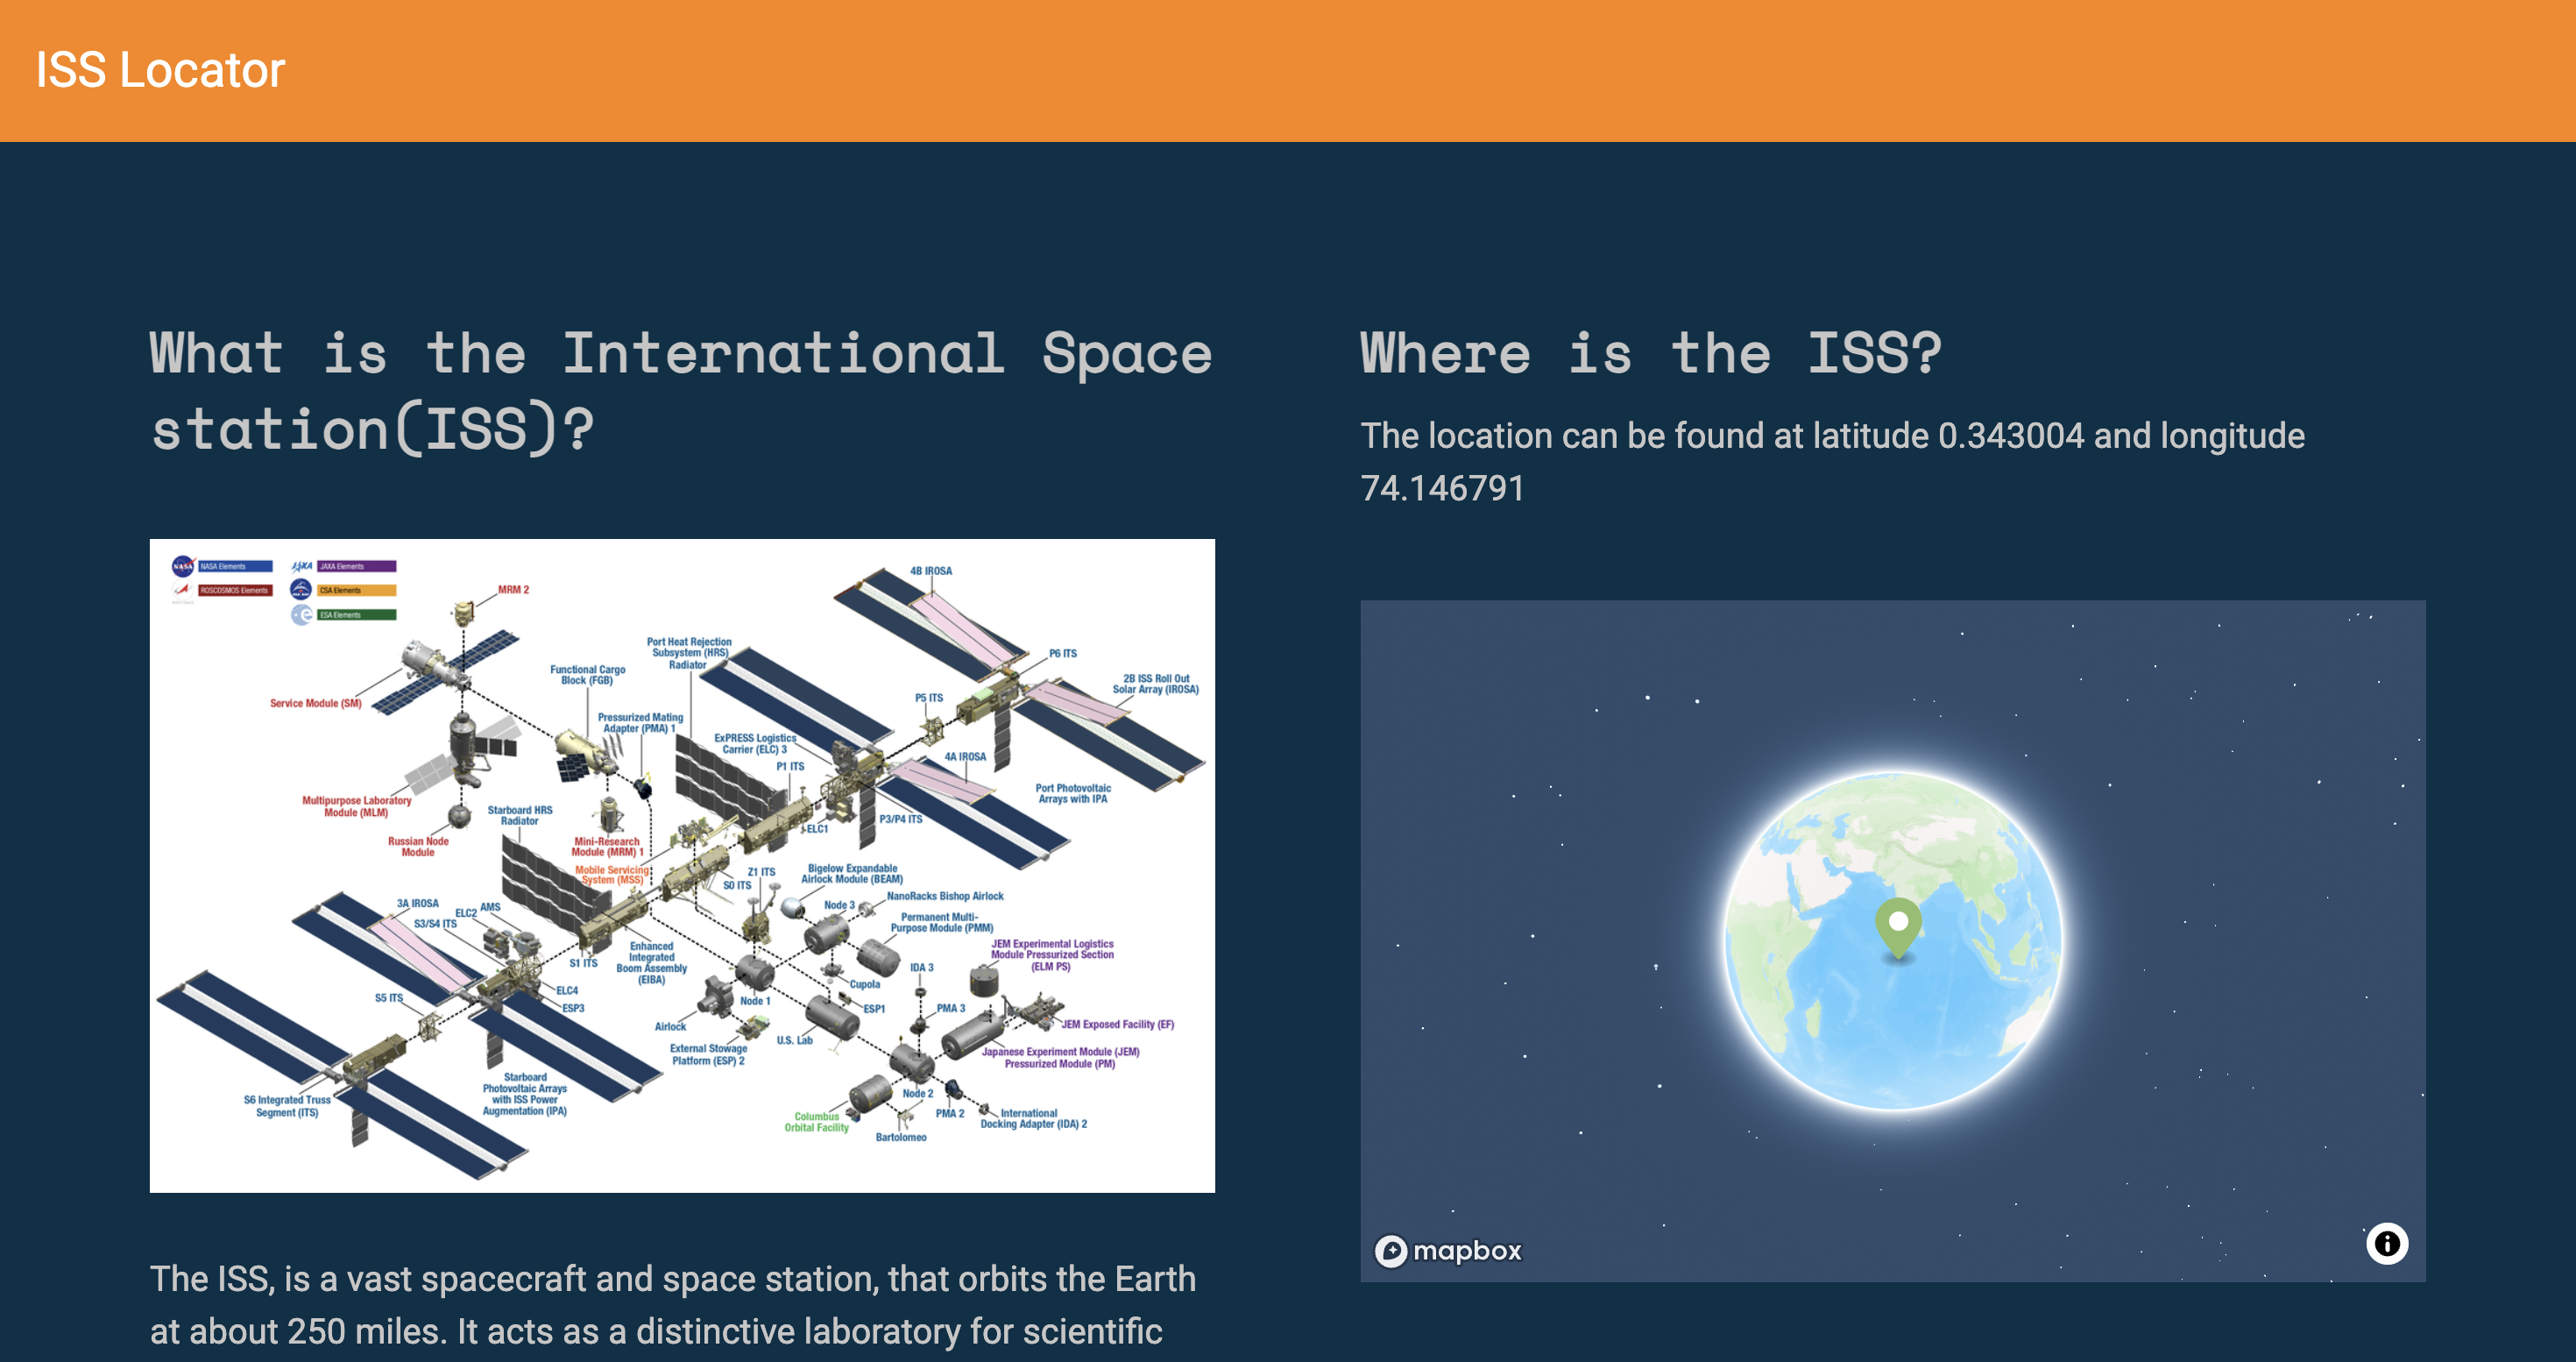 ISS Locator
What is the International Space
station(ISS)?
NASA
NASA Elements
JAXA
JAXA Elements
ROSCOSMOS Elements
CSA Elements
ESA Elements
MRM 2
Service Module (SM)
Multipurpose Laboratory
Module (MLM)
Russian Node
Module
Functional Cargo
Block (FGB)
Pressurized Mating
Adapter (PMA) 1
Port Heat Rejection
Subsystem (HRS)
Radiator
ExPRESS Logistics
Carrier (ELC) 3
P1 ITS
4B IROSA
P6 ITS
P5 ITS
2B ISS Roll Out
Solar Array (IROSA)
4A IROSA
Port Photovoltaic
Arrays with IPA
P3/P4 ITS
ELC1
Starboard HRS
Radiator
Mini-Research
Module (MRM) 1
Mobile Servicing
System (MSS)
S0 ITS
Z1 ITS
Bigelow Expandable
Airlock Module (BEAM)
Node 3
NanoRacks Bishop Airlock
Permanent Multi-
Purpose Module (PMM)
3A IROSA
ELC2
AMS
S3/S4 ITS
S1 ITS
Enhanced
Integrated
Boom Assembly
(EIBA)
JEM Experimental Logistics
Module Pressurized Section
(ELM PS)
IDA 3
Cupola
S5 ITS
ELC4
ESP3
Node 1
ESP1
PMA 3
Airlock
U.S. Lab
JEM Exposed Facility (EF)
External Stowage
Platform (ESP) 2
Japanese Experiment Module (JEM)
Pressurized Module (PM)
S6 Integrated Truss
Segment (ITS)
Starboard
Photovoltaic Arrays
with ISS Power
Augmentation (IPA)
Node 2
PMA 2
Columbus
Orbital Facility
Bartolomeo
International
Docking Adapter (IDA) 2
The ISS, is a vast spacecraft and space station, that orbits the Earth
at about 250 miles. It acts as a distinctive laboratory for scientific
Where is the ISS?
The location can be found at latitude 0.343004 and longitude
74.146791
mapbox